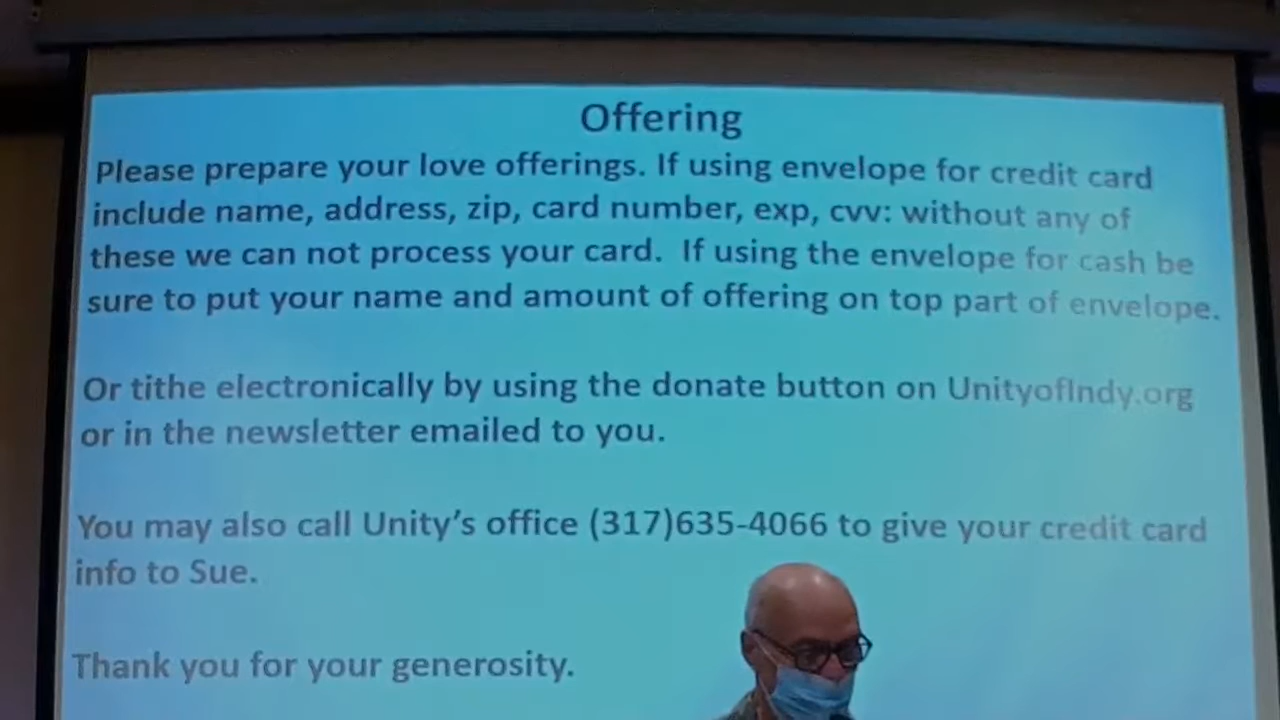 Offering
Please prepare your love offerings. If using envelope for credit card
include name, address, zip, card number, exp, cvv: without any of
these we can not process your card. If using the envelope for cash be
sure to put your name and amount of offering on top part of envelope.
Or tithe electronically by using the donate button on UnityofIndy.org
or in the newsletter emailed to you.
You may also call Unity's office (317)635-4066 to give your credit card
info to Sue.
Thank you for your generosity.